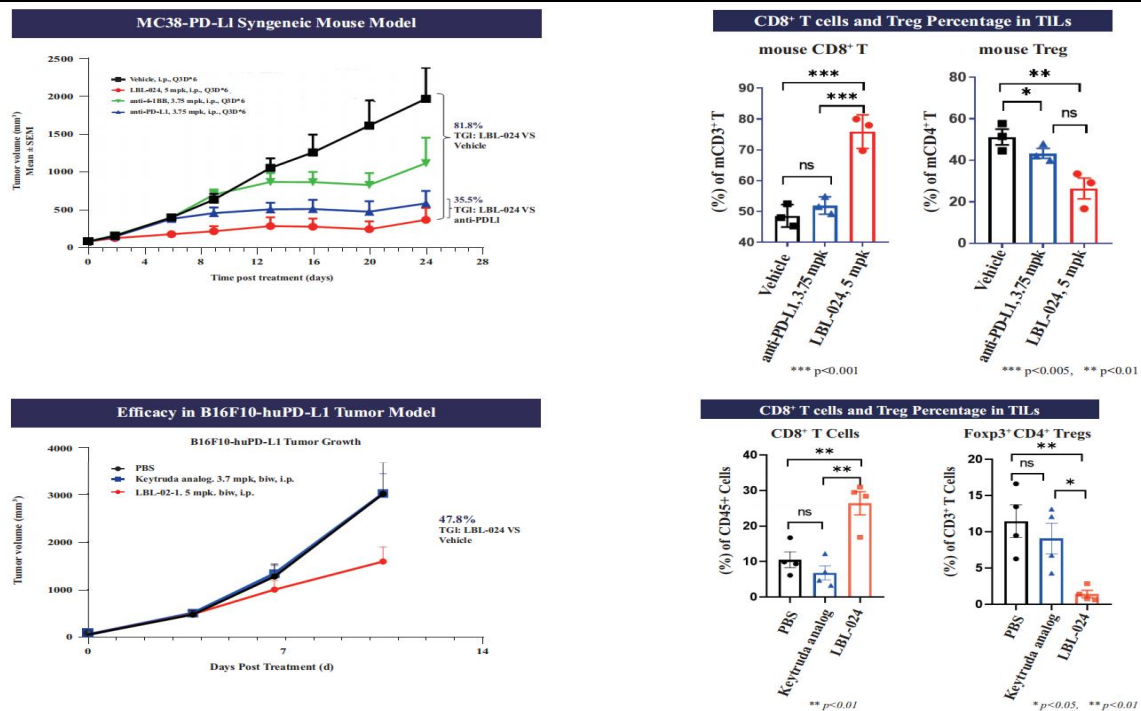 MC38-PD-Ll Syngeneic Mouse Model
2500
2000
1500
1000
500
0
Tumor volume (mm³)
Mean ± SEM
Vehicle, i.p., Q3D*6
LBL-024, 5 mpk, i.p., Q3D*6
anti-4-1BB, 3.75 mpk, i.p., Q3D*6
anti-PD-L1, 3.75 mpk, i.p., Q3D*6
81.8%
TGI: LBL-024 VS
Vehicle
35.5%
TGI: LBL-024 VS
anti-PDLI
0 4 8 12 16 20 24 28
Time post treatment (days)
CD8⁺ T cells and Treg Percentage in TILs
mouse CD8⁺ T
(%) of mCD3⁺T
90
80
70
60
50
40
***
***
ns
Vehicle
anti-PD-L1, 3.75 mpk
LBL-024, 5 mpk
*** p<0.001
mouse Treg
(%) of mCD4⁺T
80
60
40
20
0
**
*
ns
Vehicle
anti-PD-L1, 3.75 mpk
LBL-024, 5 mpk
*** p<0.005, ** p<0.01
Efficacy in B16F10-huPD-L1 Tumor Model
B16F10-huPD-L1 Tumor Growth
4000
3000
2000
1000
0
Tumor volume (mm³)
PBS
Keytruda analog. 3.7 mpk, biw, i.p.
LBL-02-1. 5 mpk. biw, i.p.
47.8%
TGI: LBL-024 VS
Vehicle
0 7 14
Days Post Treatment (d)
CD8⁺ T cells and Treg Percentage in TILs
CD8⁺ T Cells
(%) of CD45+ Cells
40
30
20
10
0
**
**
ns
PBS
Keytruda analog
LBL-024
** p<0.01
Foxp3⁺CD4⁺ Tregs
(%) of CD3⁺ T Cells
20
15
10
5
0
**
ns
*
PBS
Keytruda analog
LBL-024
* p<0.05, ** p<0.01